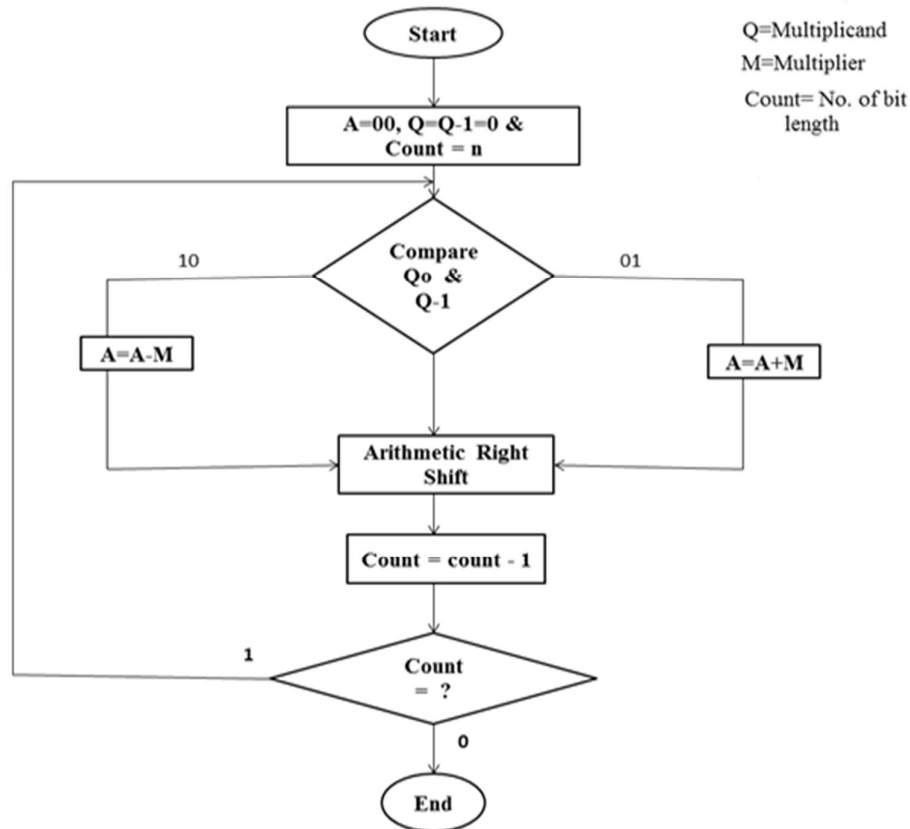 Start
Q=Multiplicand
M=Multiplier
Count= No. of bit
length
A=00, Q=Q-1=0 &
Count = n
Compare
Qo &
Q-1
10
01
A=A-M
A=A+M
Arithmetic Right
Shift
Count = count - 1
1
Count
= ?
0
End